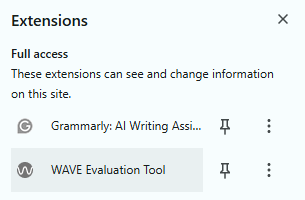 Extensions
Full access
These extensions can see and change information
on this site.
Grammarly: AI Writing Assi...
WAVE Evaluation Tool